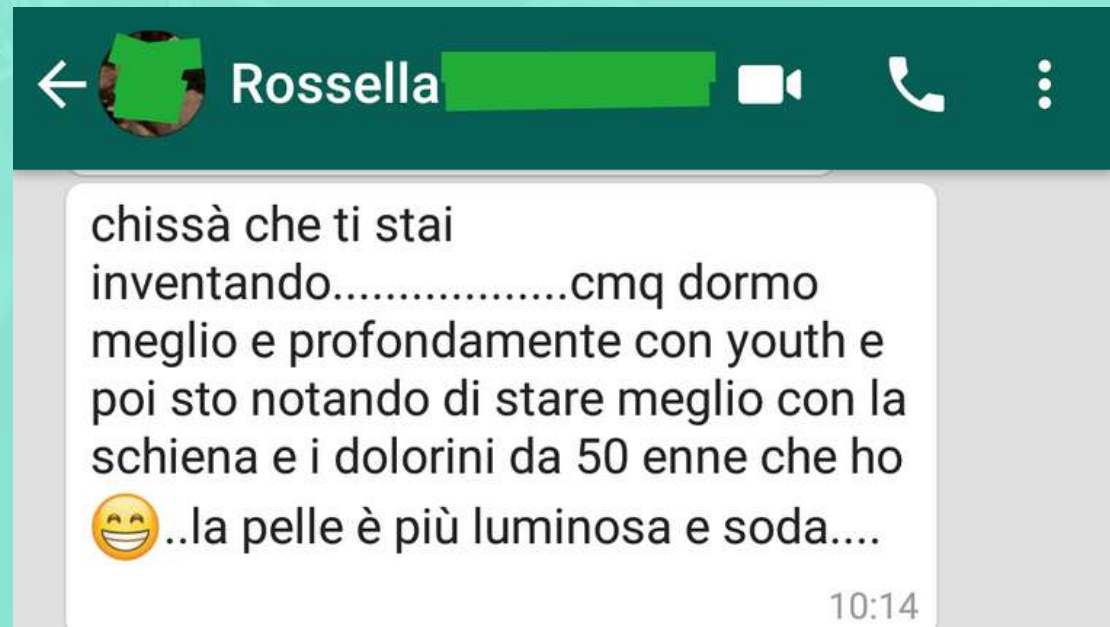 Rossella
chissà che ti stai
inventando..................cmq dormo
meglio e profondamente con youth e
poi sto notando di stare meglio con la
schiena e i dolorini da 50 enne che ho
😁..la pelle è più luminosa e soda....
10:14